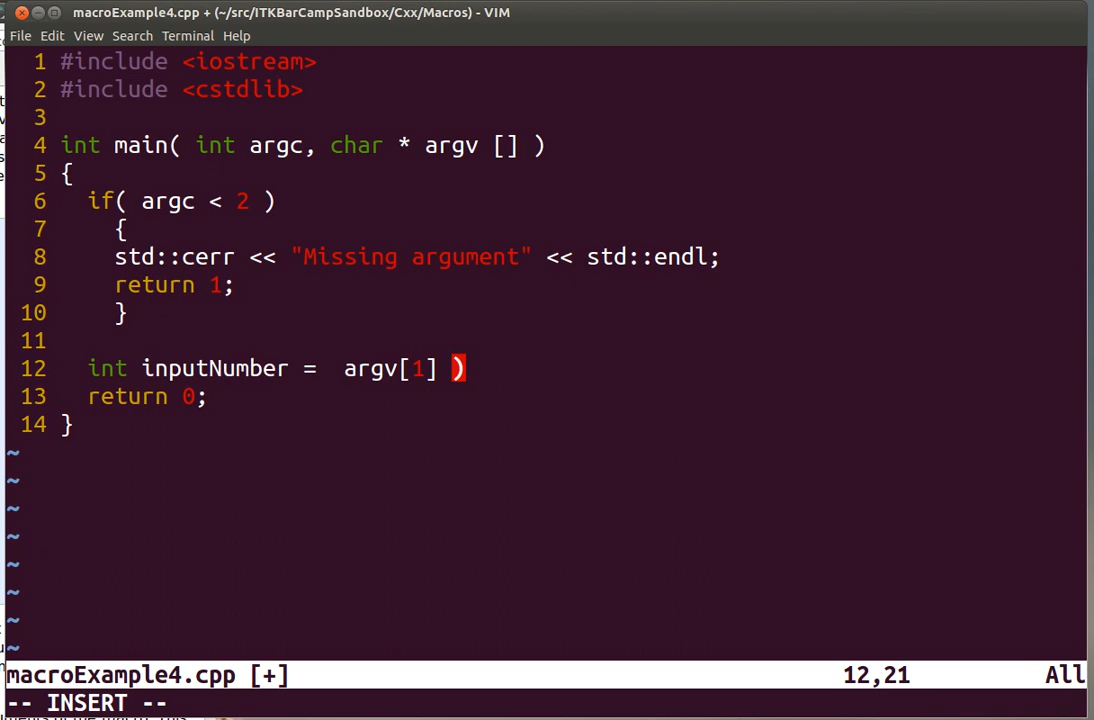 macroExample4.cpp + (~/src/ITKBarCampSandbox/Cxx/Macros) - VIM
File Edit View Search Terminal Help
1 #include <iostream>
2 #include <cstdlib>
3
4 int main( int argc, char * argv [] )
5 {
6   if( argc < 2 )
7     {
8     std::cerr << "Missing argument" << std::endl;
9     return 1;
10     }
11
12   int inputNumber =  argv[1] )
13   return 0;
14 }
~
~
~
~
~
~
~
~
macroExample4.cpp [+] 12,21 All
-- INSERT --